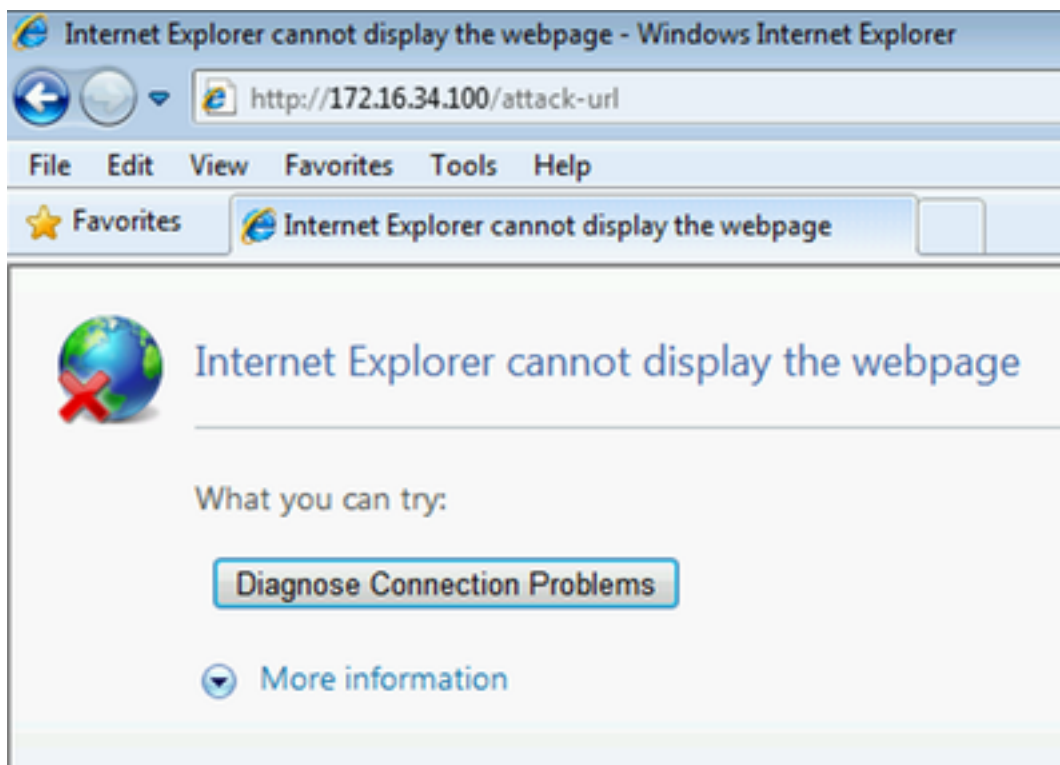 Internet Explorer cannot display the webpage - Windows Internet Explorer
http://172.16.34.100/attack-url
File Edit View Favorites Tools Help
Favorites Internet Explorer cannot display the webpage
Internet Explorer cannot display the webpage
What you can try:
Diagnose Connection Problems
More information